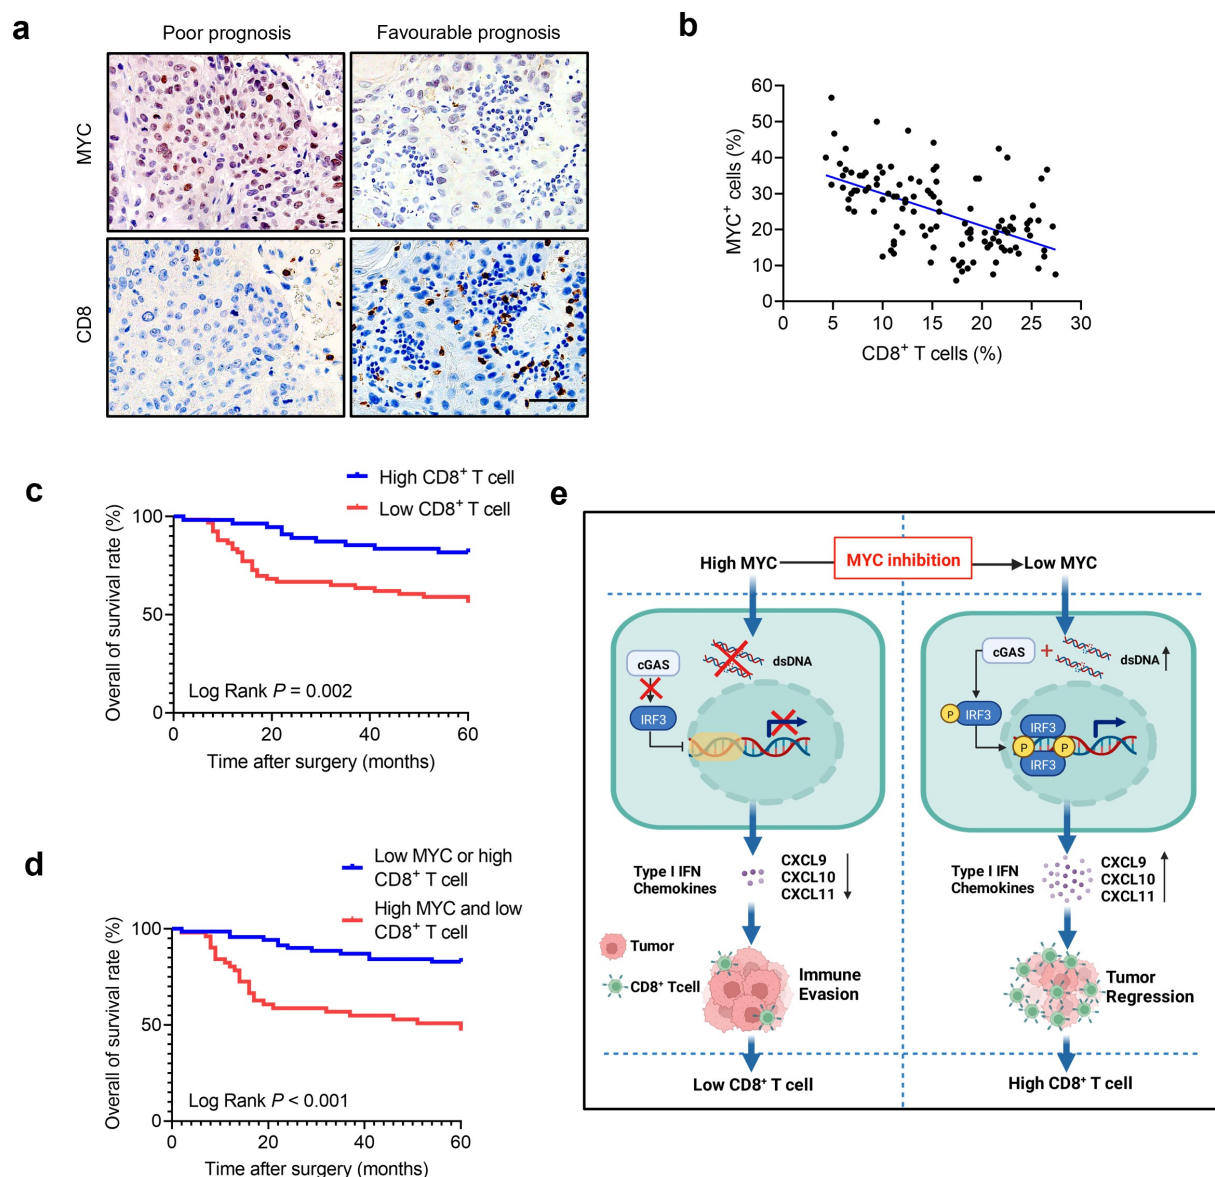 a
Poor prognosis
Favourable prognosis
MYC
CD8
b
MYC⁺ cells (%)
60
50
40
30
20
10
0
0 5 10 15 20 25 30
CD8⁺ T cells (%)
c
High CD8⁺ T cell
Low CD8⁺ T cell
Overall of survival rate (%)
100
50
0
Log Rank P = 0.002
0 20 40 60
Time after surgery (months)
d
Low MYC or high
CD8⁺ T cell
High MYC and low
CD8⁺ T cell
Overall of survival rate (%)
100
50
0
Log Rank P < 0.001
0 20 40 60
Time after surgery (months)
e
High MYC
MYC inhibition
Low MYC
cGAS
dsDNA
IRF3
cGAS
+
dsDNA
P
IRF3
IRF3
P
P
IRF3
Type I IFN
Chemokines
CXCL9
CXCL10
CXCL11
Type I IFN
Chemokines
CXCL9
CXCL10
CXCL11
Tumor
CD8⁺ Tcell
Immune
Evasion
Tumor
Regression
Low CD8⁺ T cell
High CD8⁺ T cell